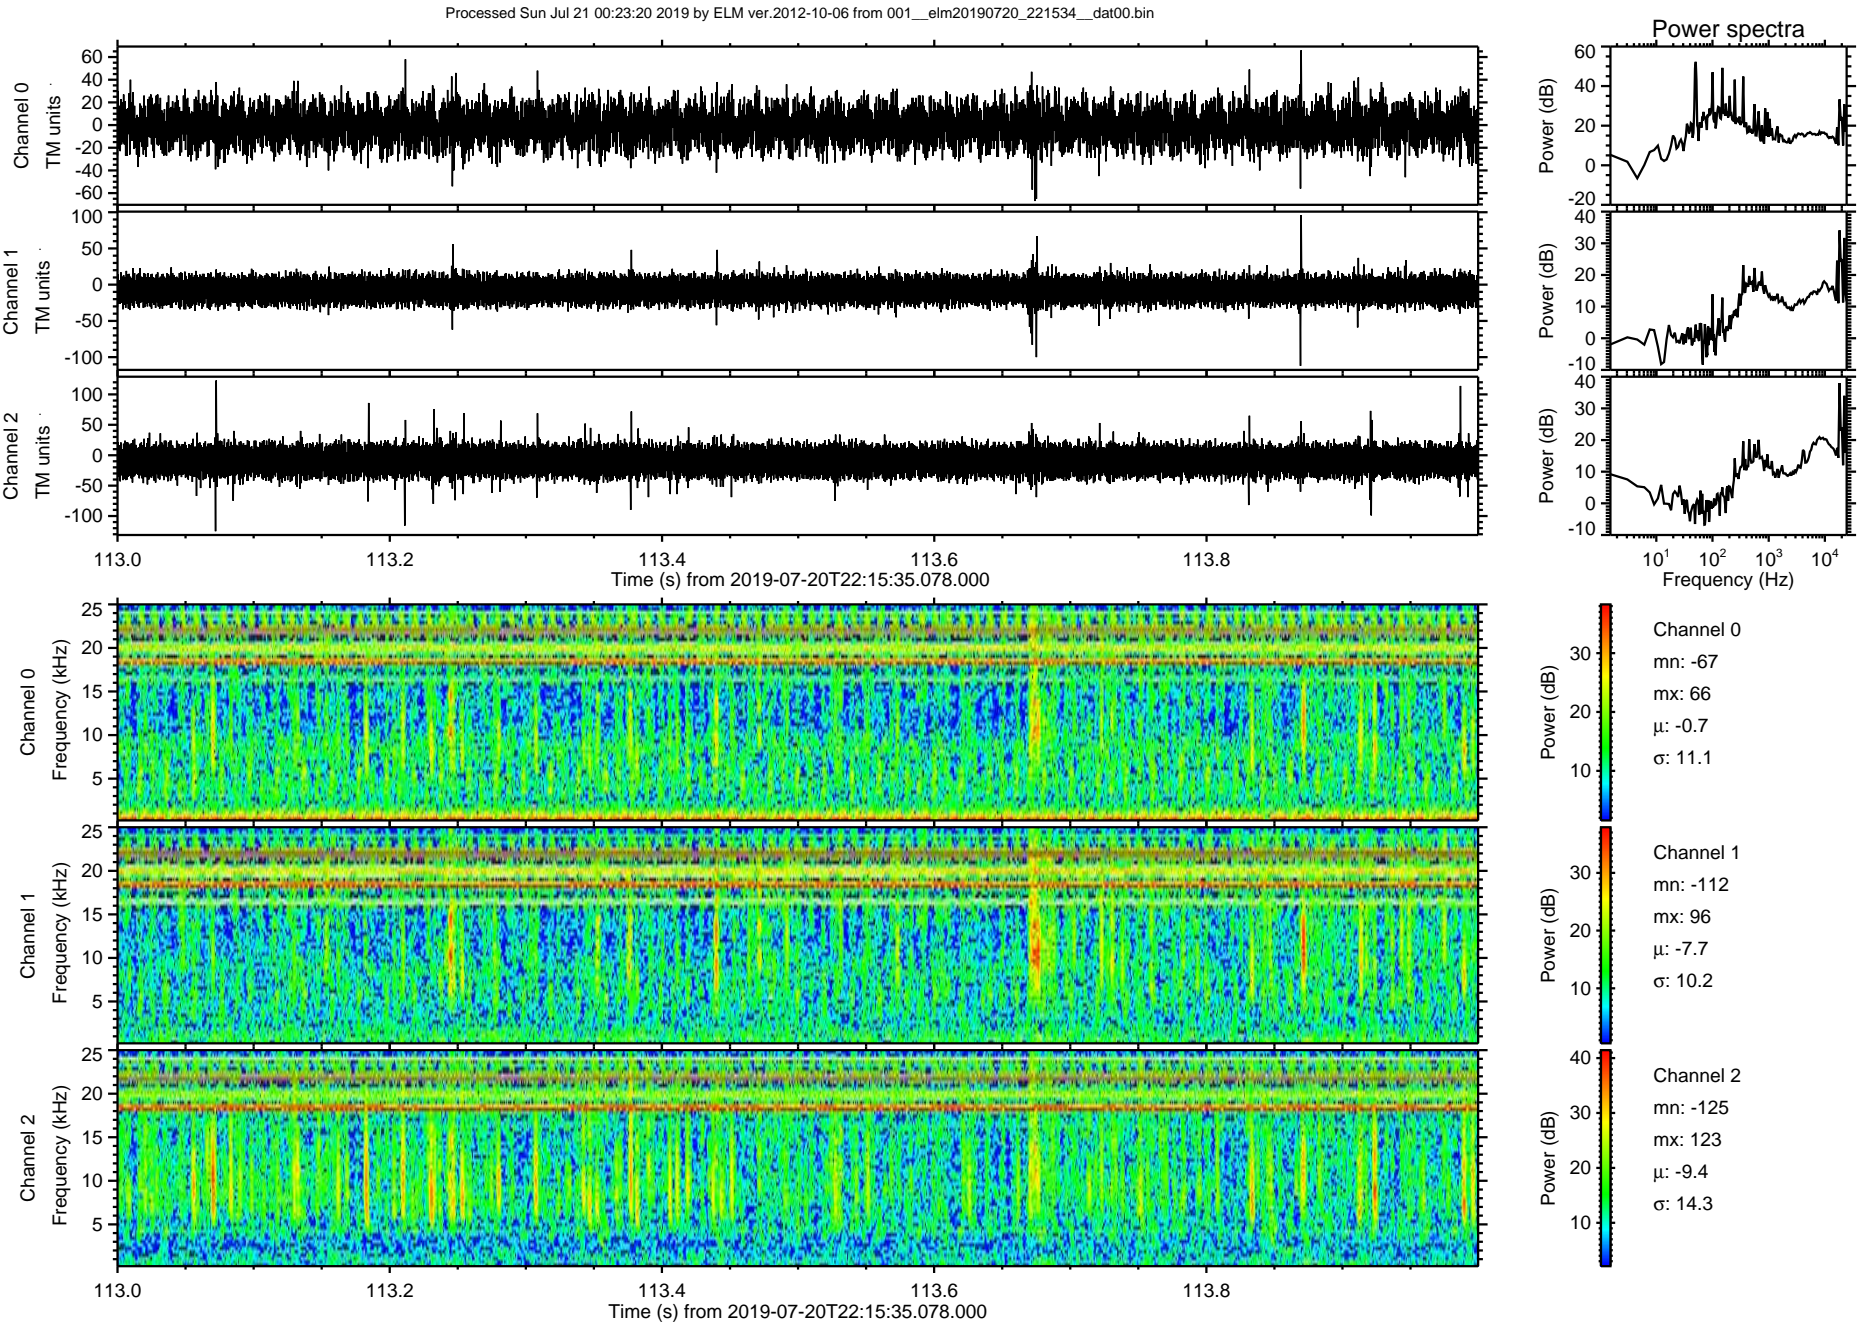 Processed Sun Jul 21 00:23:20 2019 by ELM ver.2012-10-06 from 001__elm20190720_221534__dat00.bin
Power spectra
Channel 0
TM units
60
40
20
0
-20
-40
-60
Power (dB)
60
40
20
0
-20
Channel 1
TM units
100
50
0
-50
-100
Power (dB)
40
30
20
10
0
-10
Channel 2
TM units
100
50
0
-50
-100
Power (dB)
40
30
20
10
0
-10
113.0 113.2 113.4 113.6 113.8
Time (s) from 2019-07-20T22:15:35.078.000
10^1 10^2 10^3 10^4
Frequency (Hz)
Channel 0
Frequency (kHz)
25
20
15
10
5
Power (dB)
30
20
10
Channel 0
mn: -67
mx: 66
µ: -0.7
σ: 11.1
Channel 1
Frequency (kHz)
25
20
15
10
5
Power (dB)
30
20
10
Channel 1
mn: -112
mx: 96
µ: -7.7
σ: 10.2
Channel 2
Frequency (kHz)
25
20
15
10
5
Power (dB)
40
30
20
10
Channel 2
mn: -125
mx: 123
µ: -9.4
σ: 14.3
113.0 113.2 113.4 113.6 113.8
Time (s) from 2019-07-20T22:15:35.078.000